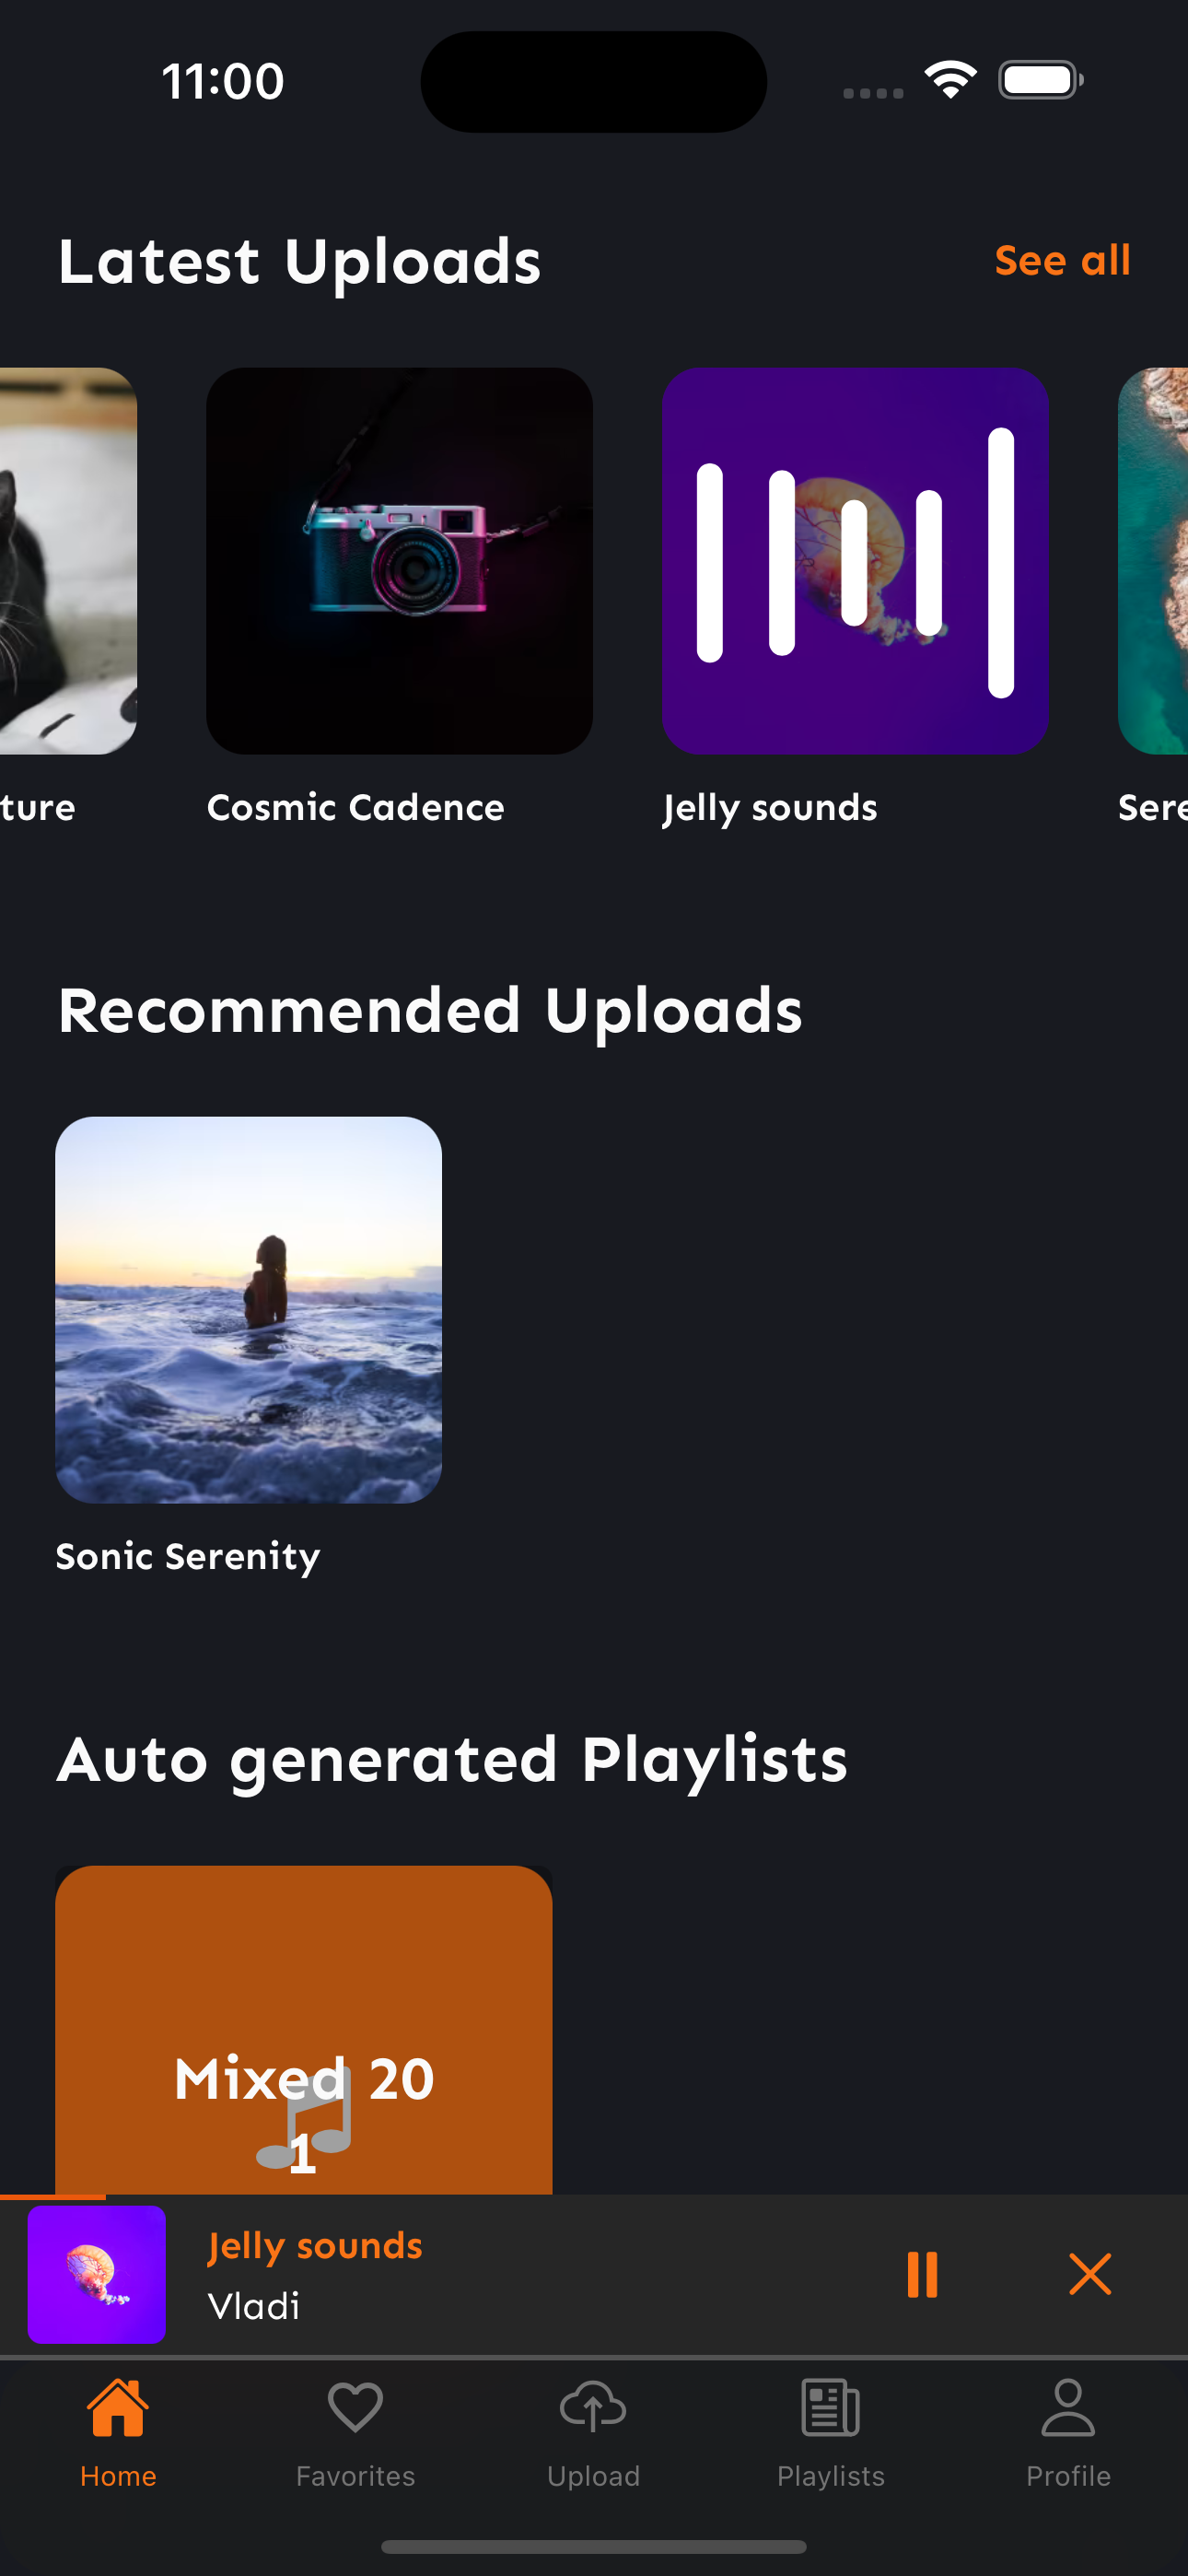 11:00
Latest Uploads
See all
ture
Cosmic Cadence
Jelly sounds
Sere
Recommended Uploads
Sonic Serenity
Auto generated Playlists
Mixed 20
1
Jelly sounds
Vladi
Home
Favorites
Upload
Playlists
Profile